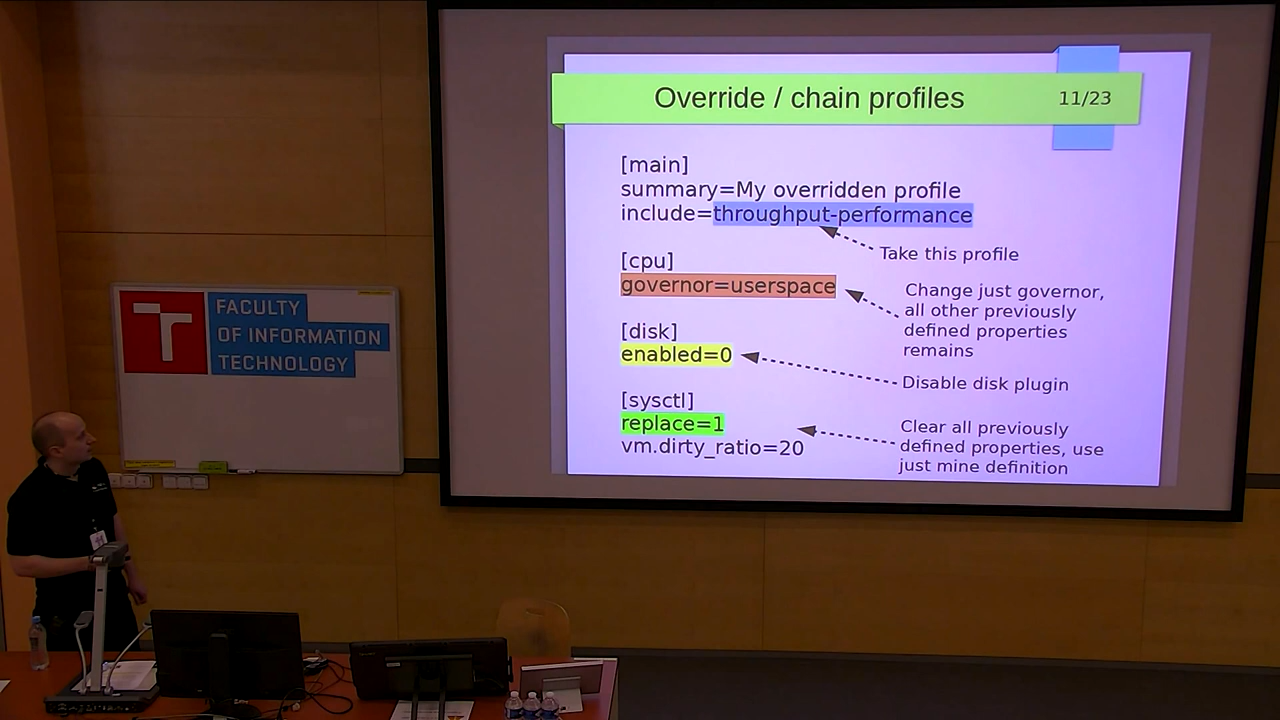 Override / chain profiles
11/23
[main]
summary=My overridden profile
include=throughput-performance
Take this profile
[cpu]
governor=userspace
Change just governor,
all other previously
defined properties
remains
[disk]
enabled=0
Disable disk plugin
[sysctl]
replace=1
vm.dirty_ratio=20
Clear all previously
defined properties, use
just mine definition
FACULTY
OF INFORMATION
TECHNOLOGY